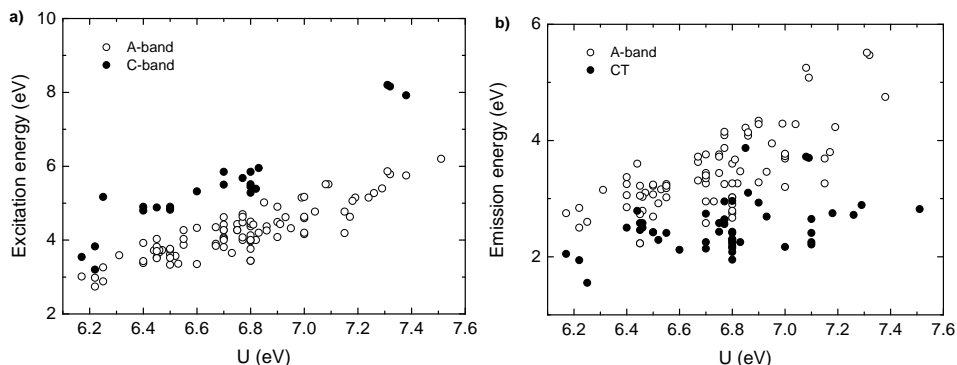 a)
A-band
C-band
Excitation energy (eV)
10
8
6
4
2
6.2 6.4 6.6 6.8 7.0 7.2 7.4 7.6
U (eV)
b)
A-band
CT
Emission energy (eV)
6
4
2
6.2 6.4 6.6 6.8 7.0 7.2 7.4 7.6
U (eV)